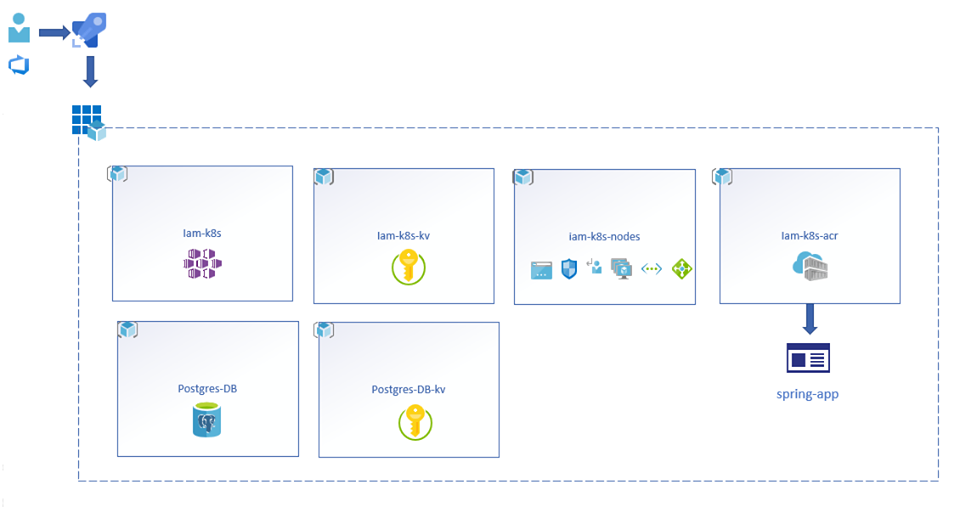 Iam-k8s
Iam-k8s-kv
iam-k8s-nodes
Iam-k8s-acr
Postgres-DB
Postgres-DB-kv
spring-app